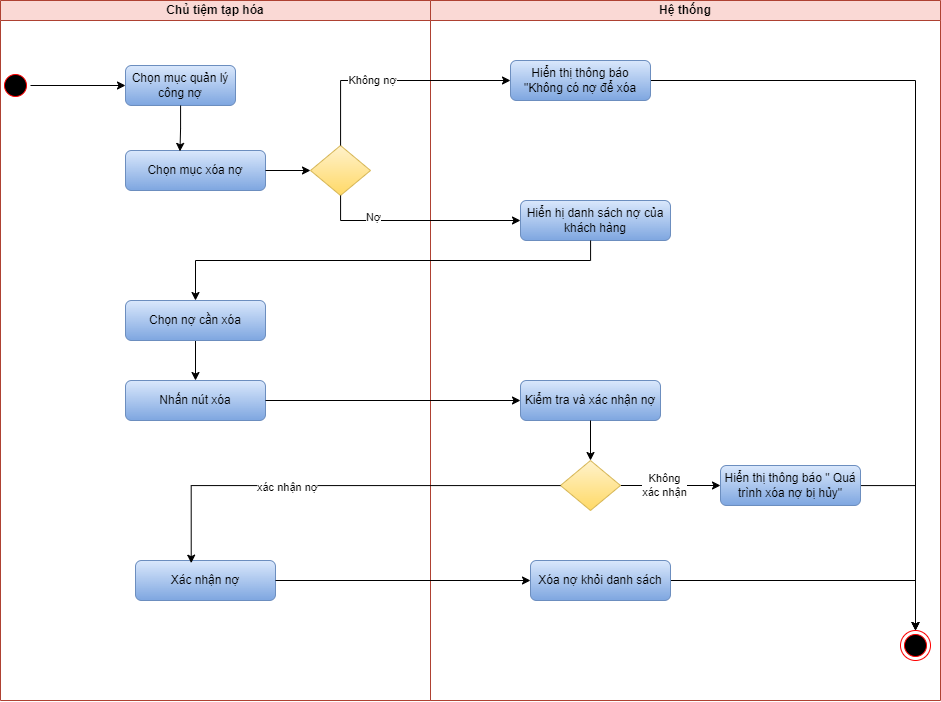 Chủ tiệm tạp hóa
Hệ thống
Chọn mục quản lý
công nợ
Không nợ
Hiển thị thông báo
"Không có nợ để xóa
Chọn mục xóa nợ
Nợ
Hiển hị danh sách nợ của
khách hàng
Chọn nợ cần xóa
Nhấn nút xóa
Kiểm tra và xác nhận nợ
xác nhận nợ
Không
xác nhận
Hiển thị thông báo " Quá
trình xóa nợ bị hủy"
Xác nhận nợ
Xóa nợ khỏi danh sách